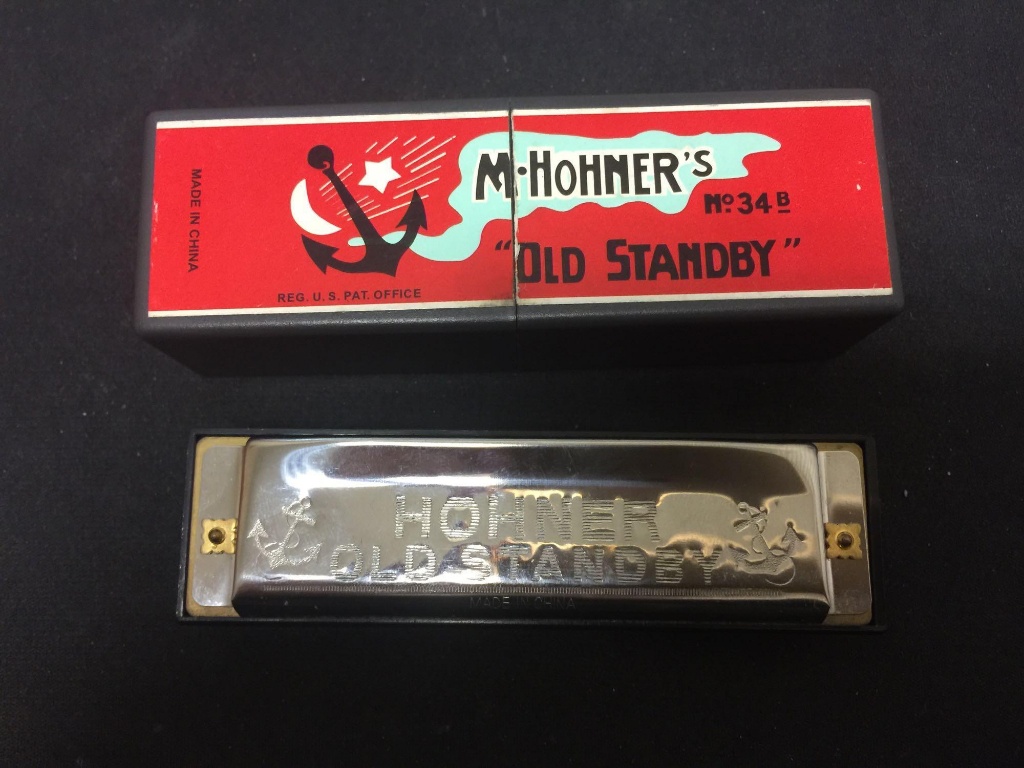 MADE IN CHINA
REG. U.S. PAT. OFFICE
M·HOHNER'S
Nº 34 B
"OLD STANDBY"
HOHNER
OLD STANDBY
MADE IN CHINA